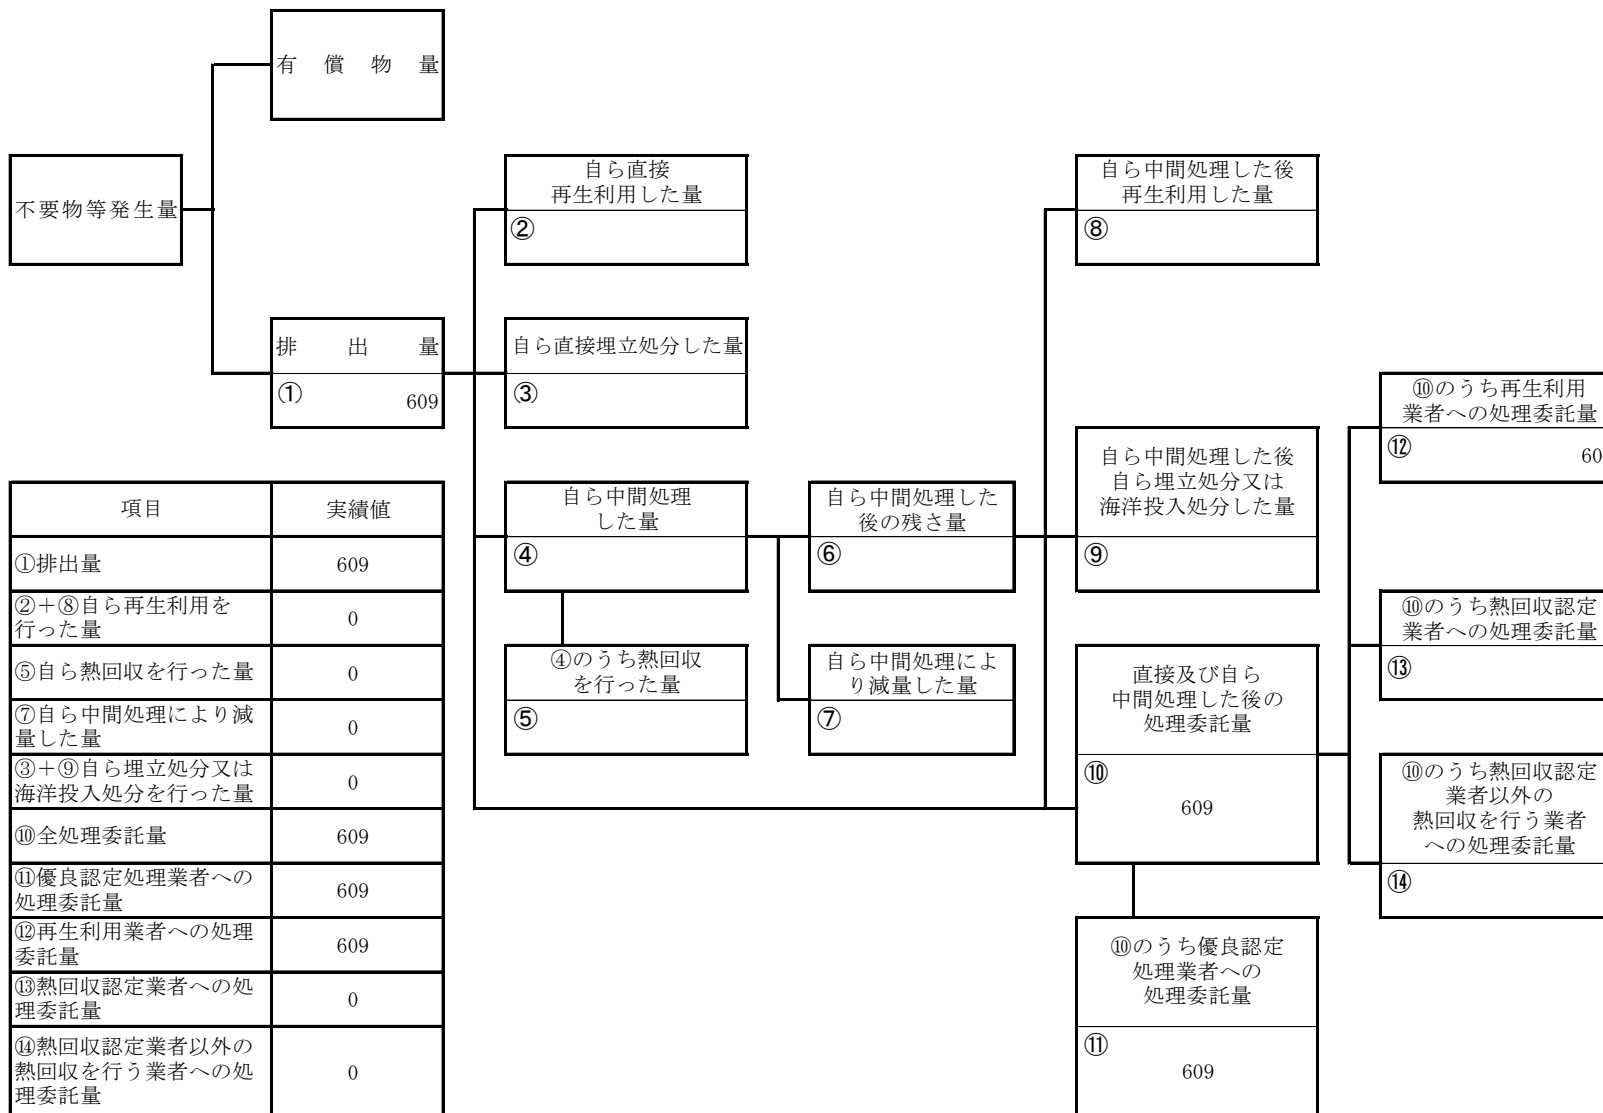 有償物量
不要物等発生量
自ら直接
再生利用した量
②
自ら中間処理した後
再生利用した量
⑧
排出量
① 609
自ら直接埋立処分した量
③
⑩のうち再生利用
業者への処理委託量
⑫
自ら中間処理した後
自ら埋立処分又は
海洋投入処分した量
⑨
自ら中間処理
した量
④
自ら中間処理した
後の残さ量
⑥
④のうち熱回収
を行った量
⑤
自ら中間処理によ
り減量した量
⑦
直接及び自ら
中間処理した後の
処理委託量
⑩
609
⑩のうち熱回収認定
業者への処理委託量
⑬
⑩のうち熱回収認定
業者以外の
熱回収を行う業者
への処理委託量
⑭
⑩のうち優良認定
処理業者への
処理委託量
⑪
609
項目 実績値
①排出量 609
②+⑧自ら再生利用を
行った量 0
⑤自ら熱回収を行った量 0
⑦自ら中間処理により減
量した量 0
③+⑨自ら埋立処分又は
海洋投入処分を行った量 0
⑩全処理委託量 609
⑪優良認定処理業者への
処理委託量 609
⑫再生利用業者への処理
委託量 609
⑬熱回収認定業者への処
理委託量 0
⑭熱回収認定業者以外の
熱回収を行う業者への処
理委託量 0